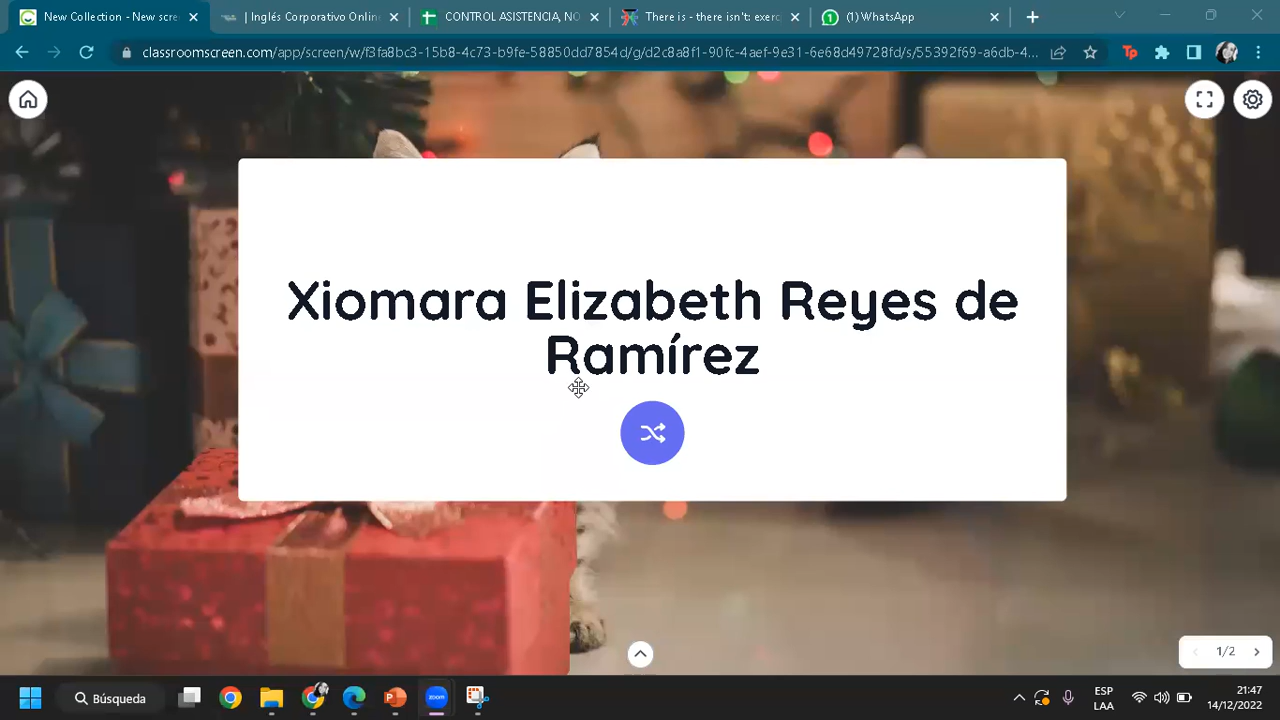 New Collection - New scre
| Inglés Corporativo Online
CONTROL ASISTENCIA, NO
There is - there isn't: exerc
(1) WhatsApp
classroomscreen.com/app/screen/w/f3fa8bc3-15b8-4c73-b9fe-58850dd7854d/g/d2c8a8f1-90fc-4aef-9e31-6e68d49728fd/s/55392f69-a6db-4...
Xiomara Elizabeth Reyes de
Ramírez
1/2
Búsqueda
zoom
ESP
LAA
21:47
14/12/2022